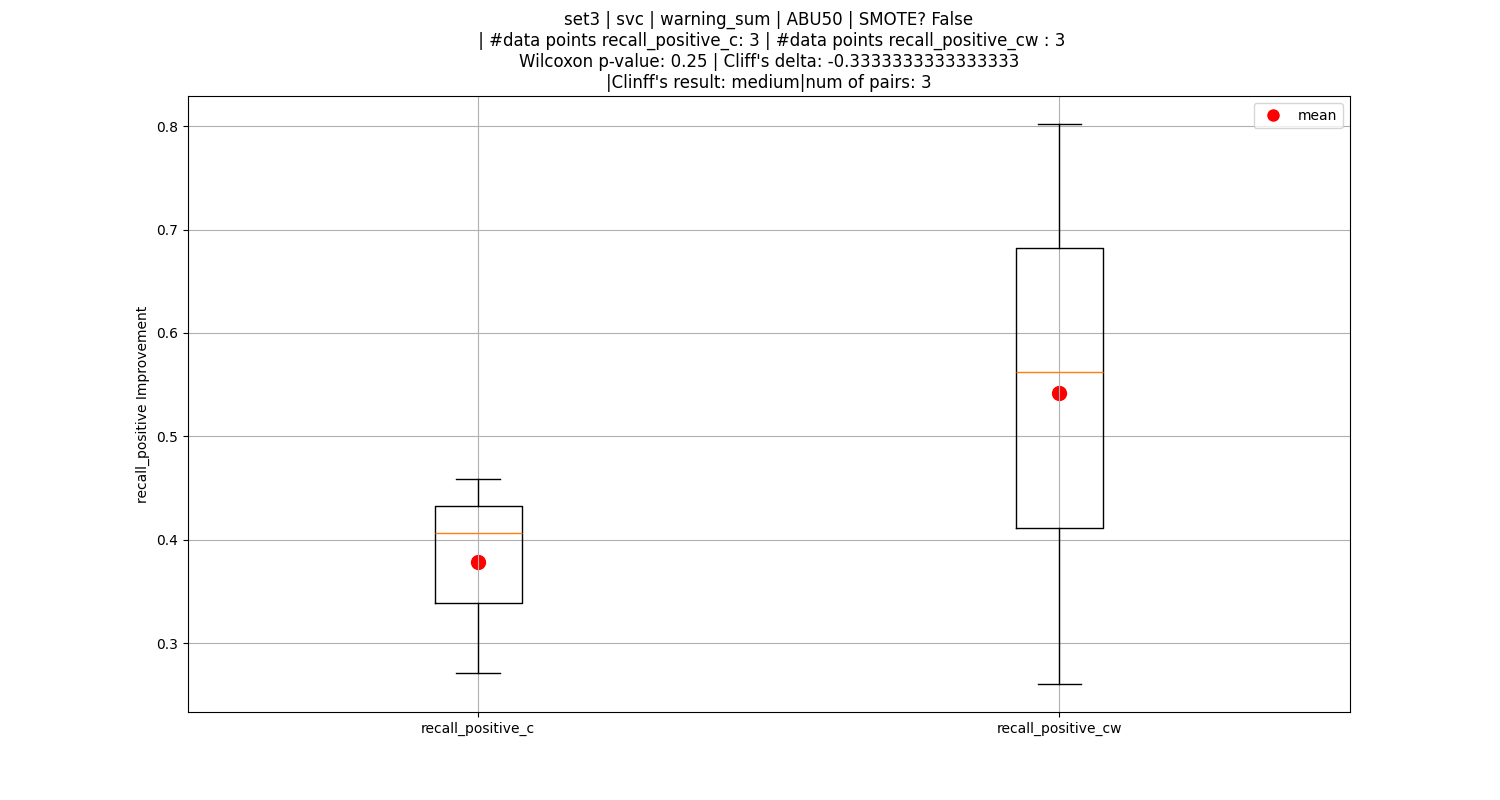 set3 | svc | warning_sum | ABU50 | SMOTE? False
| #data points recall_positive_c: 3 | #data points recall_positive_cw : 3
Wilcoxon p-value: 0.25 | Cliff's delta: -0.3333333333333333
|Clinff's result: medium|num of pairs: 3
mean
0.8
0.7
0.6
0.5
0.4
0.3
recall_positive Improvement
recall_positive_c
recall_positive_cw